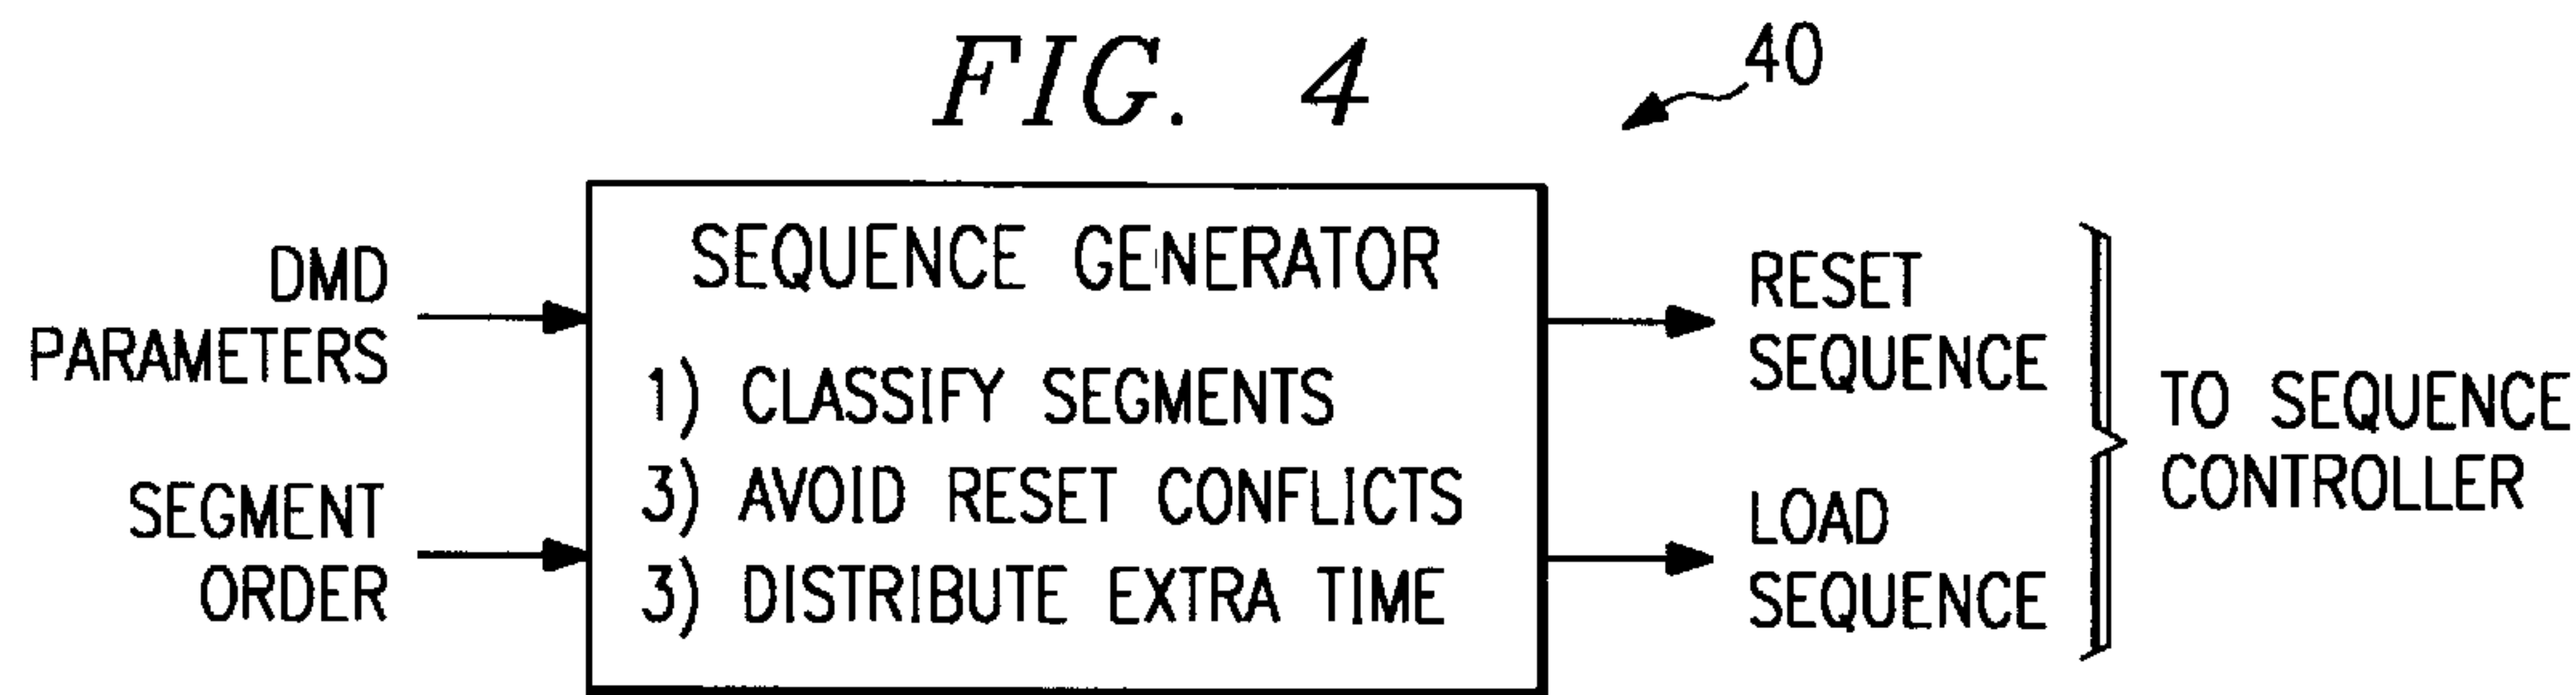 FIG. 4
40
DMD
PARAMETERS
SEGMENT
ORDER
SEQUENCE GENERATOR
1) CLASSIFY SEGMENTS
3) AVOID RESET CONFLICTS
3) DISTRIBUTE EXTRA TIME
RESET
SEQUENCE
LOAD
SEQUENCE
TO SEQUENCE
CONTROLLER